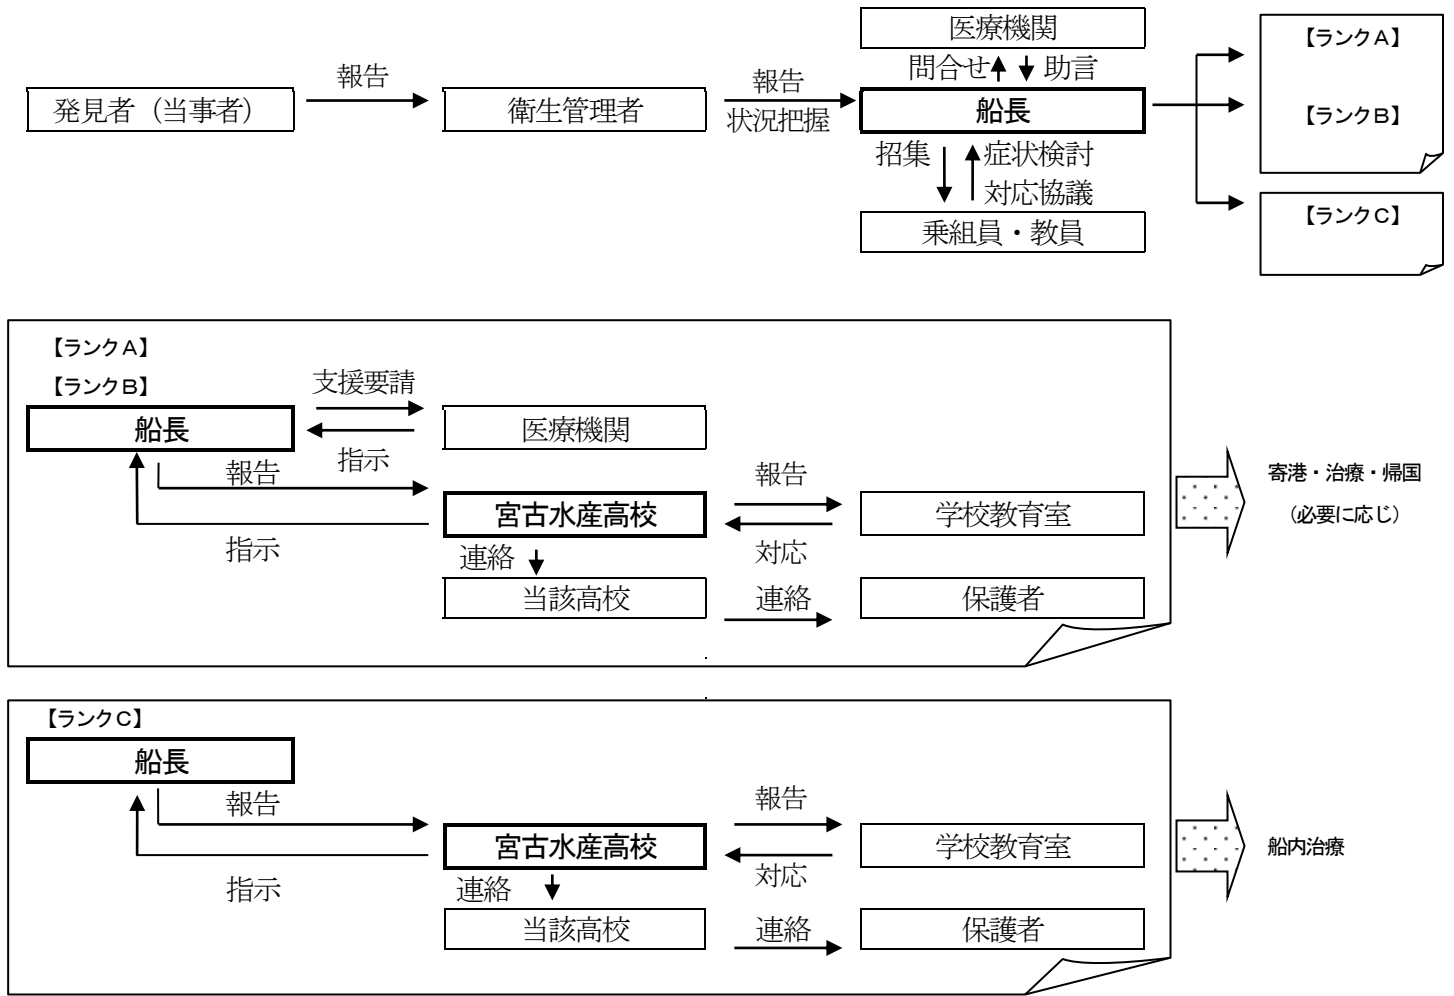 医療機関
問合せ
助言
発見者（当事者）
報告
衛生管理者
報告
状況把握
船長
招集
症状検討
対応協議
乗組員・教員
【ランクＡ】
【ランクＢ】
【ランクＣ】
【ランクＡ】
【ランクＢ】
船長
支援要請
医療機関
指示
報告
宮古水産高校
指示
報告
学校教育室
対応
連絡
当該高校
連絡
保護者
寄港・治療・帰国
（必要に応じ）
【ランクＣ】
船長
報告
宮古水産高校
指示
報告
学校教育室
対応
連絡
当該高校
連絡
保護者
船内治療